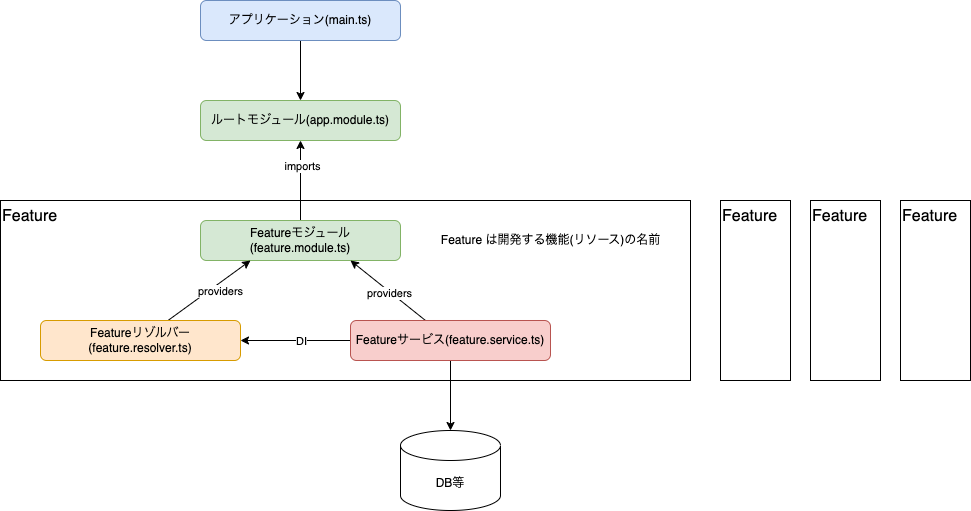 アプリケーション(main.ts)
ルートモジュール(app.module.ts)
imports
Feature
Featureモジュール
(feature.module.ts)
Feature は開発する機能(リソース)の名前
providers
providers
Featureリゾルバー
(feature.resolver.ts)
DI
Featureサービス(feature.service.ts)
DB等
Feature
Feature
Feature